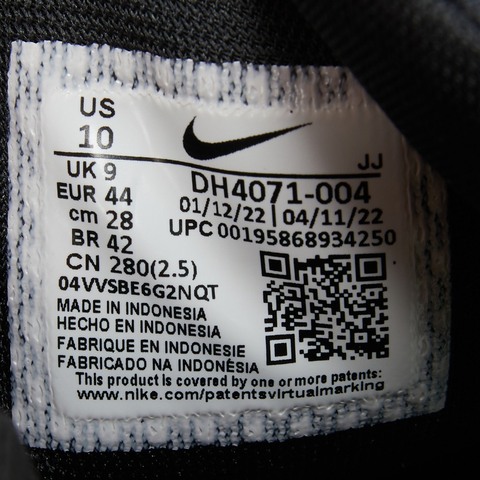 US
10
JJ
UK 9
DH4071-004
EUR 44
01/12/22 | 04/11/22
cm 28
UPC 00195868934250
BR 42
CN 280(2.5)
04VVSBE6G2NQT
MADE IN INDONESIA
HECHO EN INDONESIA
FABRIQUE EN INDONESIE
FABRICADO NA INDONÉSIA
This product is covered by one or more patents:
www.nike.com/patentsvirtualmarking